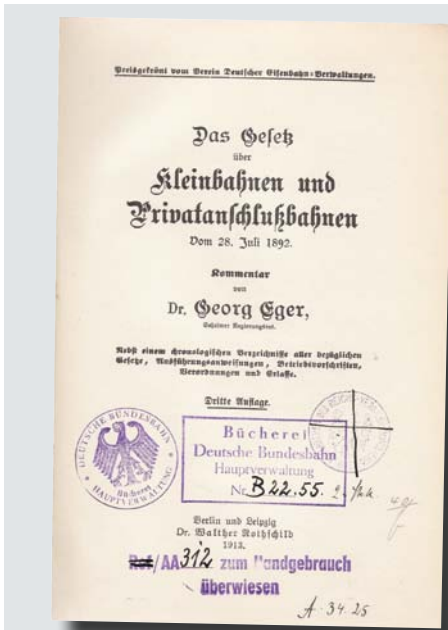 Preisgekrönt vom Verein Deutscher Eisenbahn-Verwaltungen.
Das Gesetz
über
Kleinbahnen und
Privatanschlußbahnen
Vom 28. Juli 1892.
Kommentar
von
Dr. Georg Eger,
Geheimer Regierungsrat.
Nebst einem chronologischen Verzeichnisse aller bezüglichen
Gesetze, Ausführungsanweisungen, Betriebsvorschriften,
Verordnungen und Erlasse.
Dritte Auflage.
DEUTSCHE BUNDESBAHN
Bücherei
HAUPTVERWALTUNG
Bücherei
Deutsche Bundesbahn
Hauptverwaltung
Nr. B 22.55.
Berlin und Leipzig
Dr. Walther Rothschild
1913.
Ref/AA 312 zum Handgebrauch
überwiesen
A 34 25